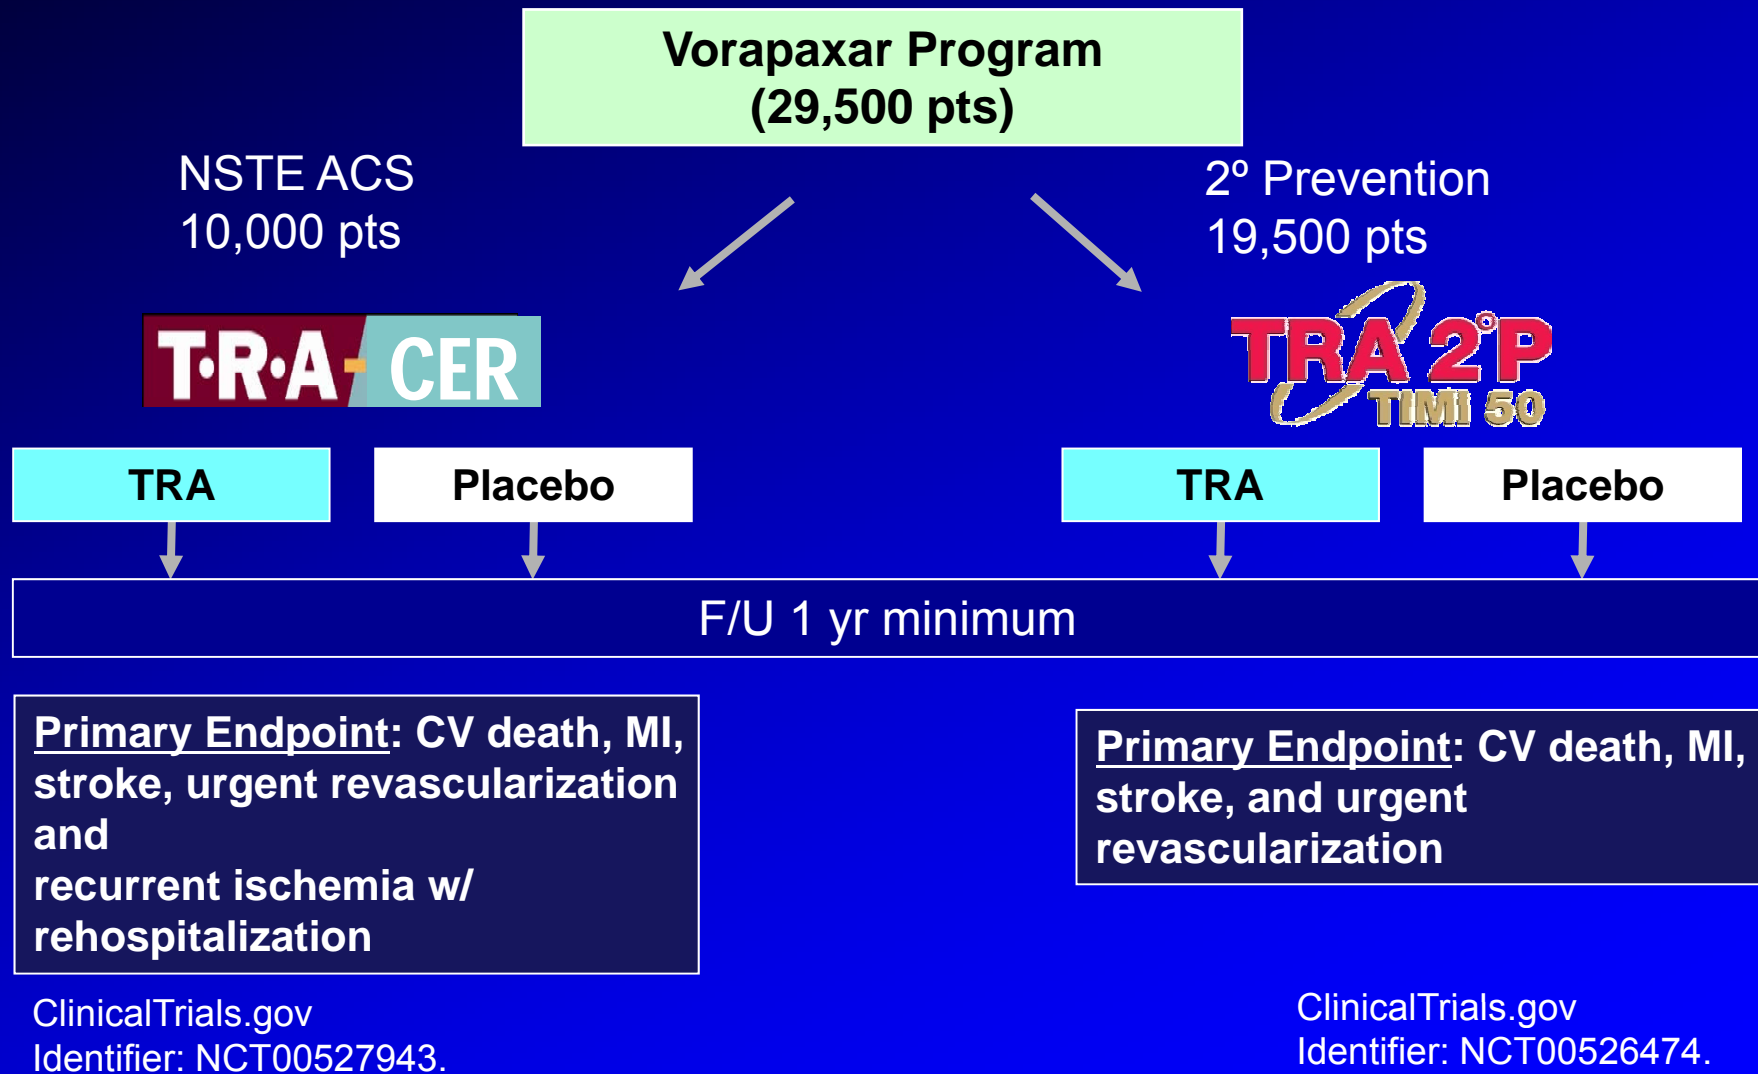 Vorapaxar Program
(29,500 pts)
NSTE ACS
10,000 pts
2º Prevention
19,500 pts
T•R•A-CER
TRA 2°P
TIMI 50
TRA
Placebo
TRA
Placebo
F/U 1 yr minimum
Primary Endpoint: CV death, MI,
stroke, urgent revascularization
and
recurrent ischemia w/
rehospitalization
Primary Endpoint: CV death, MI,
stroke, and urgent
revascularization
ClinicalTrials.gov
Identifier: NCT00527943.
ClinicalTrials.gov
Identifier: NCT00526474.